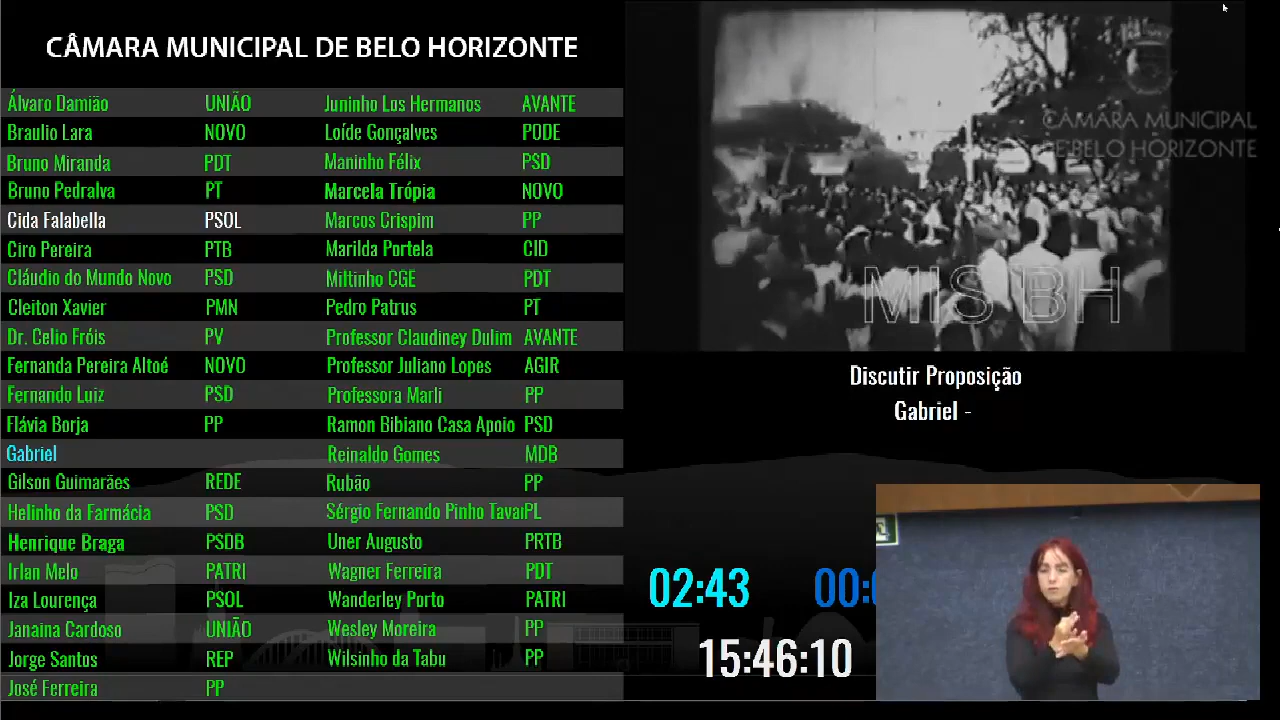 CÂMARA MUNICIPAL DE BELO HORIZONTE
Álvaro Damião UNIÃO Juninho Los Hermanos AVANTE
Braulio Lara NOVO Loíde Gonçalves PODE
Bruno Miranda PDT Maninho Félix PSD
Bruno Pedralva PT Marcela Trópia NOVO
Cida Falabella PSOL Marcos Crispim PP
Ciro Pereira PTB Marilda Portela CID
Cláudio do Mundo Novo PSD Miltinho CGE PDT
Cleiton Xavier PMN Pedro Patrus PT
Dr. Celio Fróis PV Professor Claudiney Dulim AVANTE
Fernanda Pereira Altoé NOVO Professor Juliano Lopes AGIR
Fernando Luiz PSD Professora Marli PP
Flávia Borja PP Ramon Bibiano Casa Apoio PSD
Gabriel Reinaldo Gomes MDB
Gilson Guimarães REDE Rubão PP
Helinho da Farmácia PSD Sérgio Fernando Pinho Tavar PL
Henrique Braga PSDB Uner Augusto PRTB
Irlan Melo PATRI Wagner Ferreira PDT
Iza Lourença PSOL Wanderley Porto PATRI
Janaina Cardoso UNIÃO Wesley Moreira PP
Jorge Santos REP Wilsinho da Tabu PP
José Ferreira PP
CÂMARA MUNICIPAL
DE BELO HORIZONTE
MIS BH
Discutir Proposição
Gabriel -
02:43 00:
15:46:10